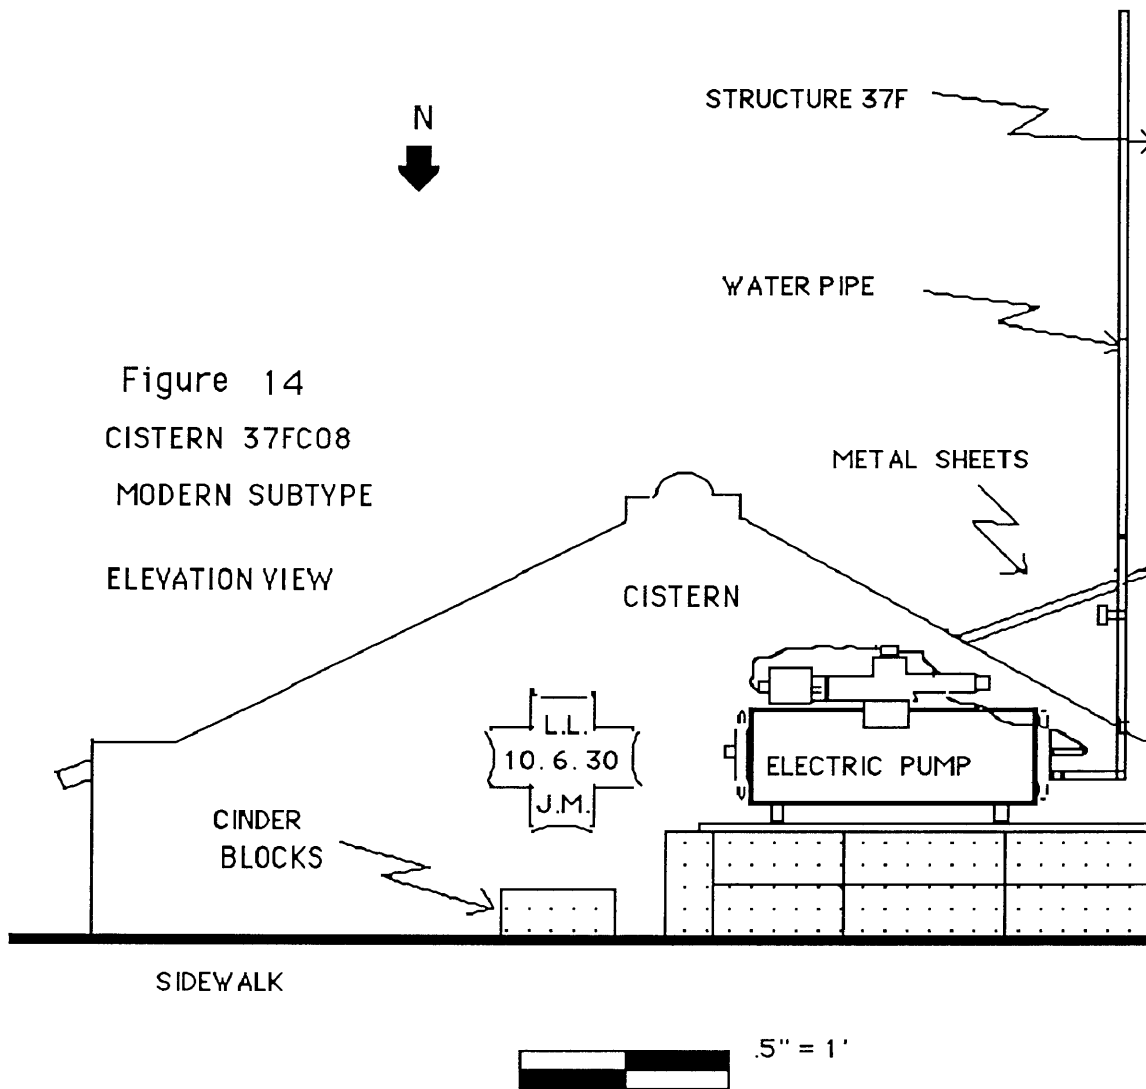 STRUCTURE 37F
N
WATER PIPE
Figure 14
CISTERN 37FC08
MODERN SUBTYPE
METAL SHEETS
ELEVATION VIEW
CISTERN
L.L.
10.6.30
J.M.
ELECTRIC PUMP
CINDER
BLOCKS
SIDEWALK
.5" = 1'